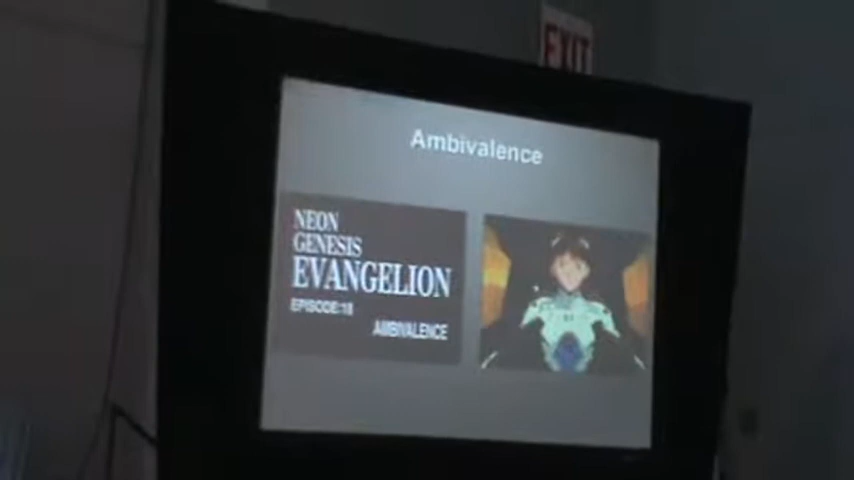 EXIT
Ambivalence
NEON
GENESIS
EVANGELION
EPISODE:18
AMBIVALENCE